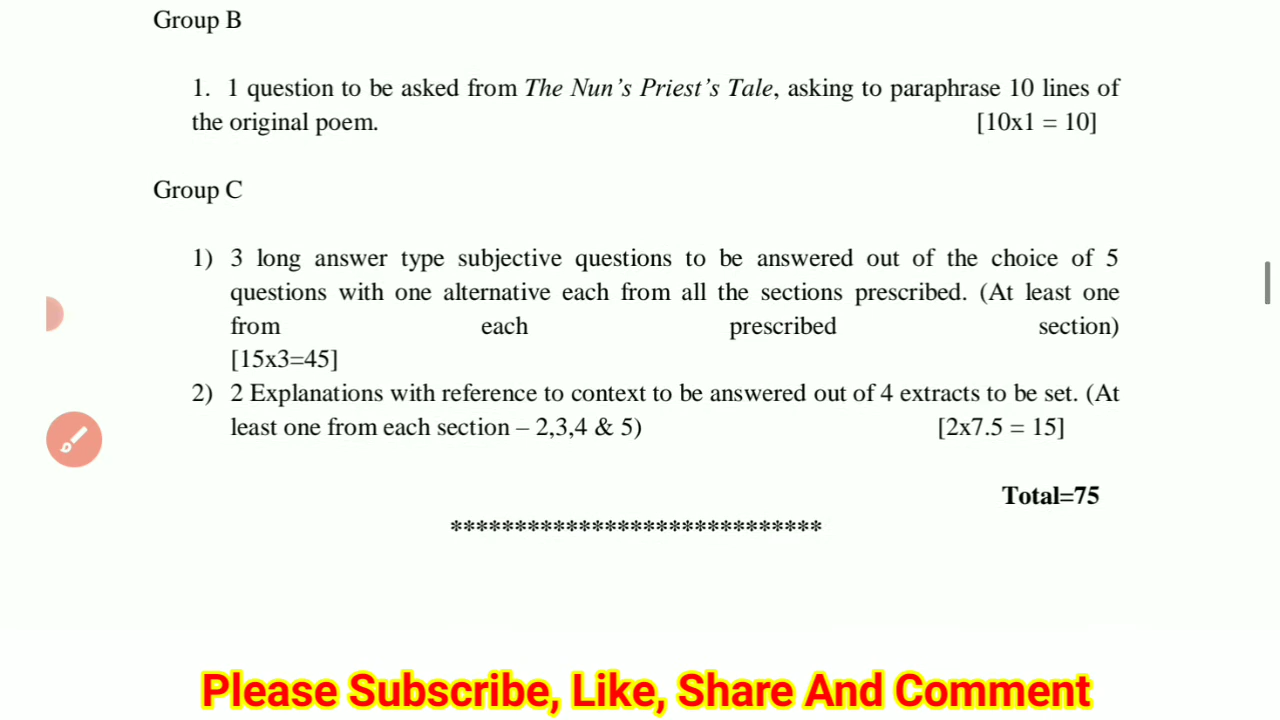 Group B
1. 1 question to be asked from The Nun's Priest's Tale, asking to paraphrase 10 lines of
the original poem. [10x1 = 10]
Group C
1) 3 long answer type subjective questions to be answered out of the choice of 5
questions with one alternative each from all the sections prescribed. (At least one
from each prescribed section)
[15x3=45]
2) 2 Explanations with reference to context to be answered out of 4 extracts to be set. (At
least one from each section – 2,3,4 & 5) [2x7.5 = 15]
Total=75
*****************************
Please Subscribe, Like, Share And Comment